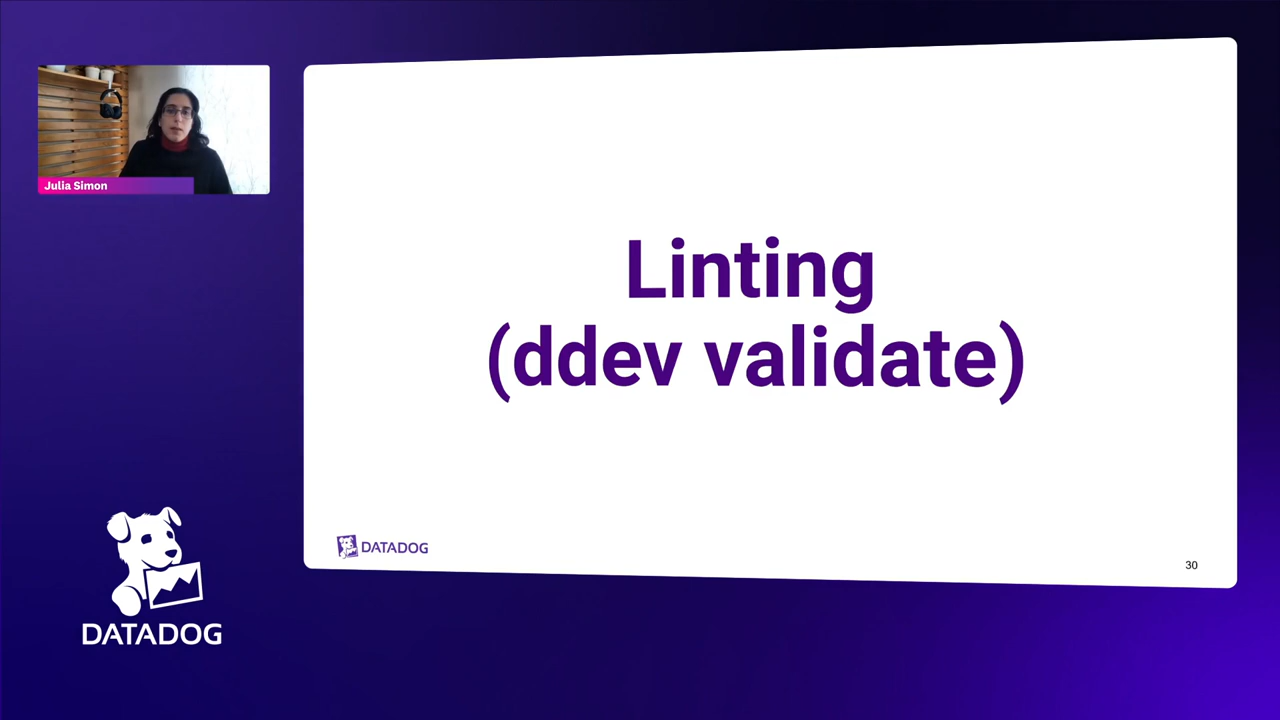 Julia Simon
Linting
(ddev validate)
DATADOG
30
DATADOG